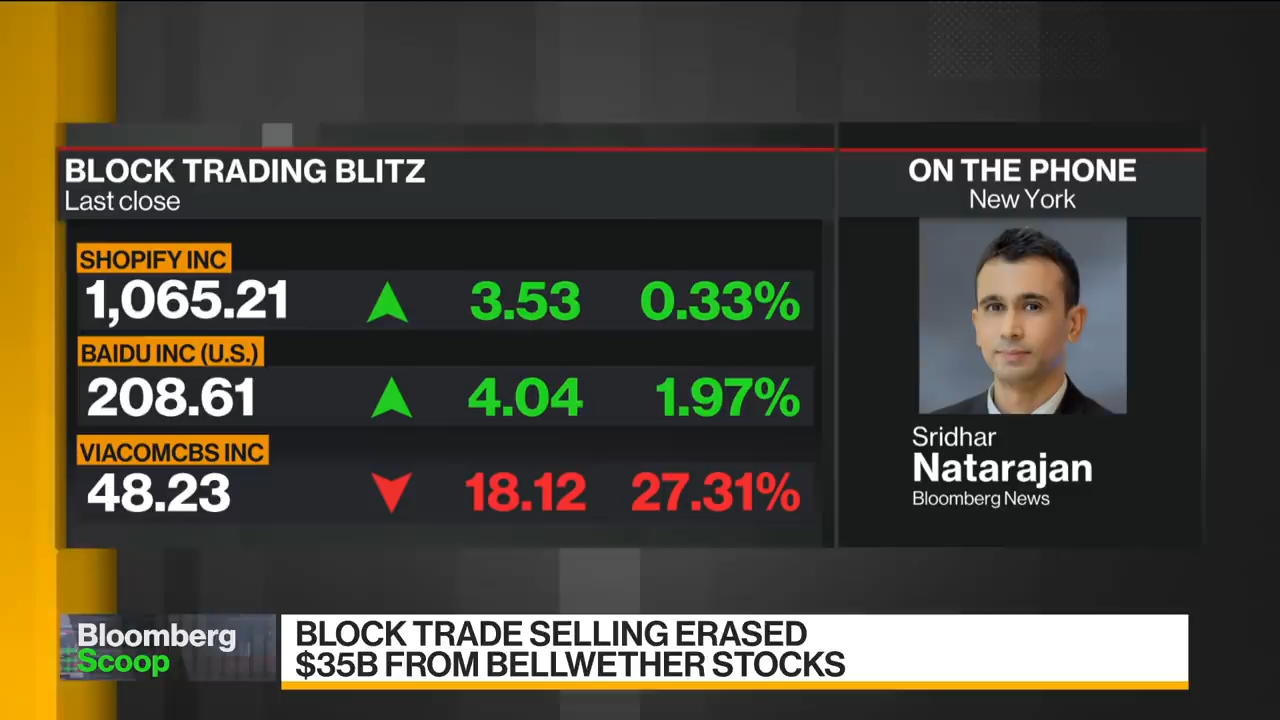 BLOCK TRADING BLITZ
Last close
SHOPIFY INC
1,065.21 3.53 0.33%
BAIDU INC (U.S.)
208.61 4.04 1.97%
VIACOMCBS INC
48.23 18.12 27.31%
ON THE PHONE
New York
Sridhar
Natarajan
Bloomberg News
Bloomberg
Scoop
BLOCK TRADE SELLING ERASED
$35B FROM BELLWETHER STOCKS